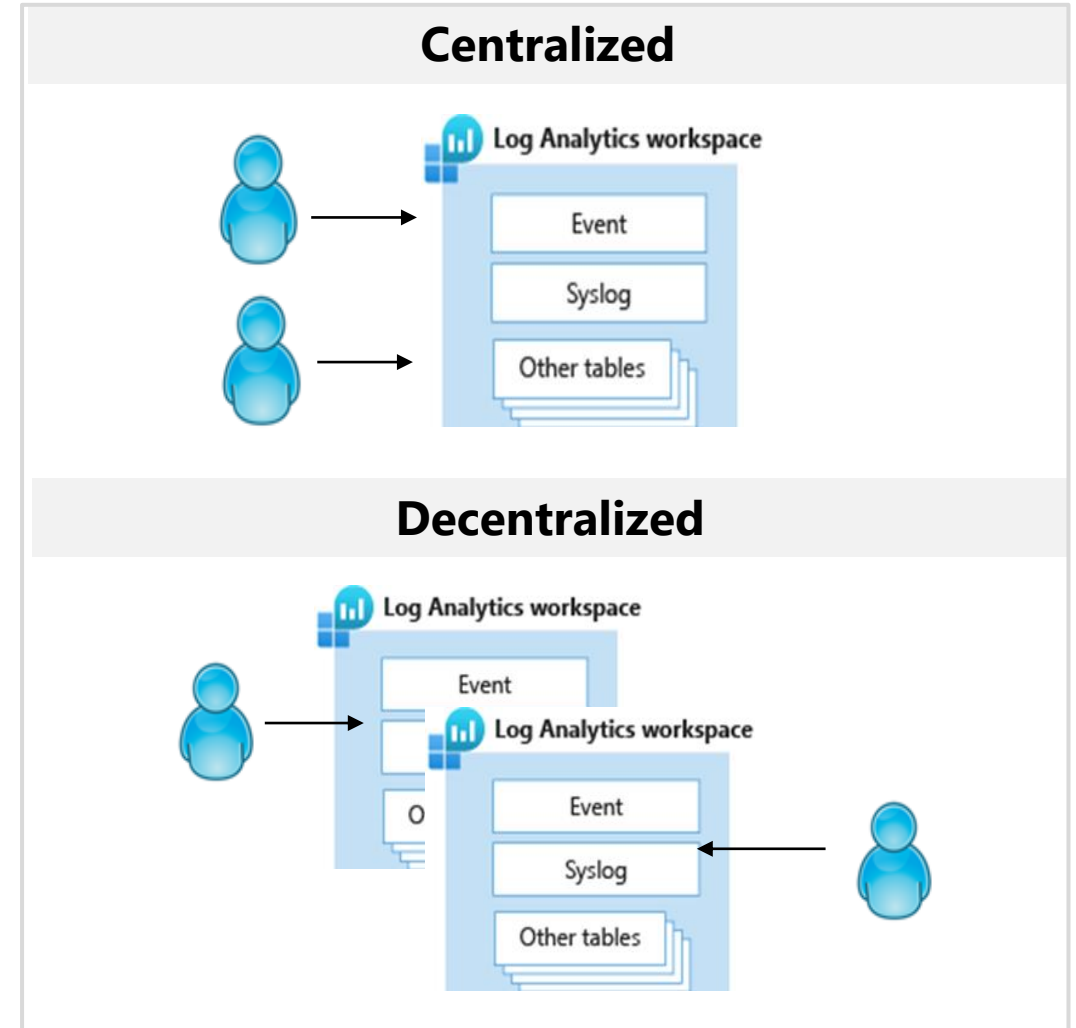 Centralized
Log Analytics workspace
Event
Syslog
Other tables
Decentralized
Log Analytics workspace
Event
O
Log Analytics workspace
Event
Syslog
Other tables